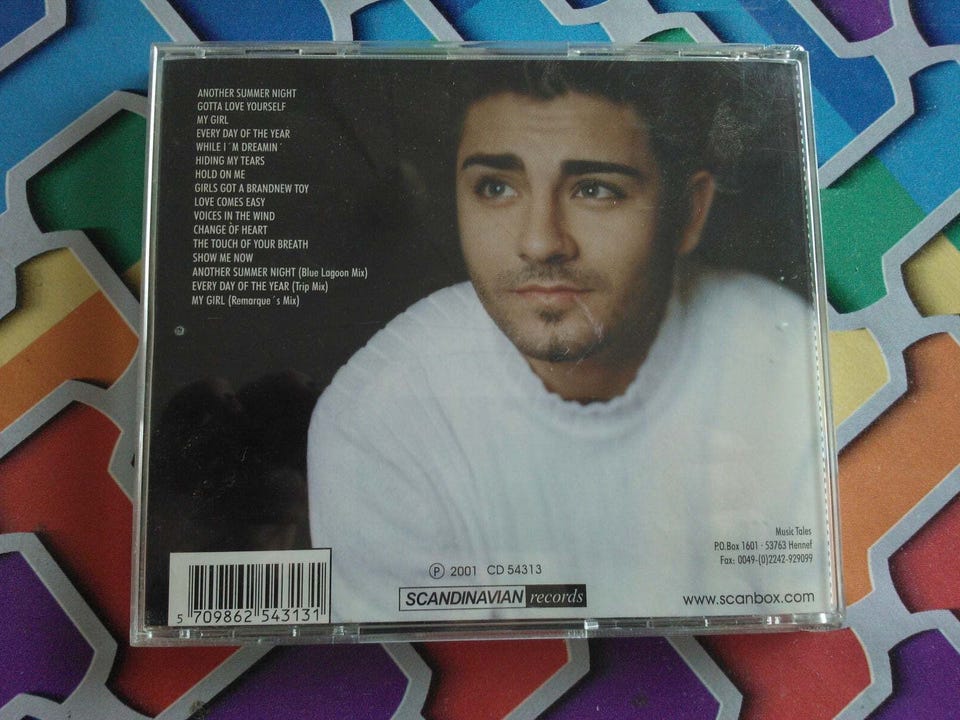 ANOTHER SUMMER NIGHT
GOTTA LOVE YOURSELF
MY GIRL
EVERY DAY OF THE YEAR
WHILE I´M DREAMIN´
HIDING MY TEARS
HOLD ON ME
GIRLS GOT A BRANDNEW TOY
LOVE COMES EASY
VOICES IN THE WIND
CHANGE OF HEART
THE TOUCH OF YOUR BREATH
SHOW ME NOW
ANOTHER SUMMER NIGHT (Blue Lagoon Mix)
EVERY DAY OF THE YEAR (Trip Mix)
MY GIRL (Remarque´s Mix)
Music Tales
P.O.Box 1601 · 53763 Hennef
Fax: 0049-(0)2242-929099
Ⓟ 2001 CD 54313
SCANDINAVIAN records
www.scanbox.com
5 709862 543131